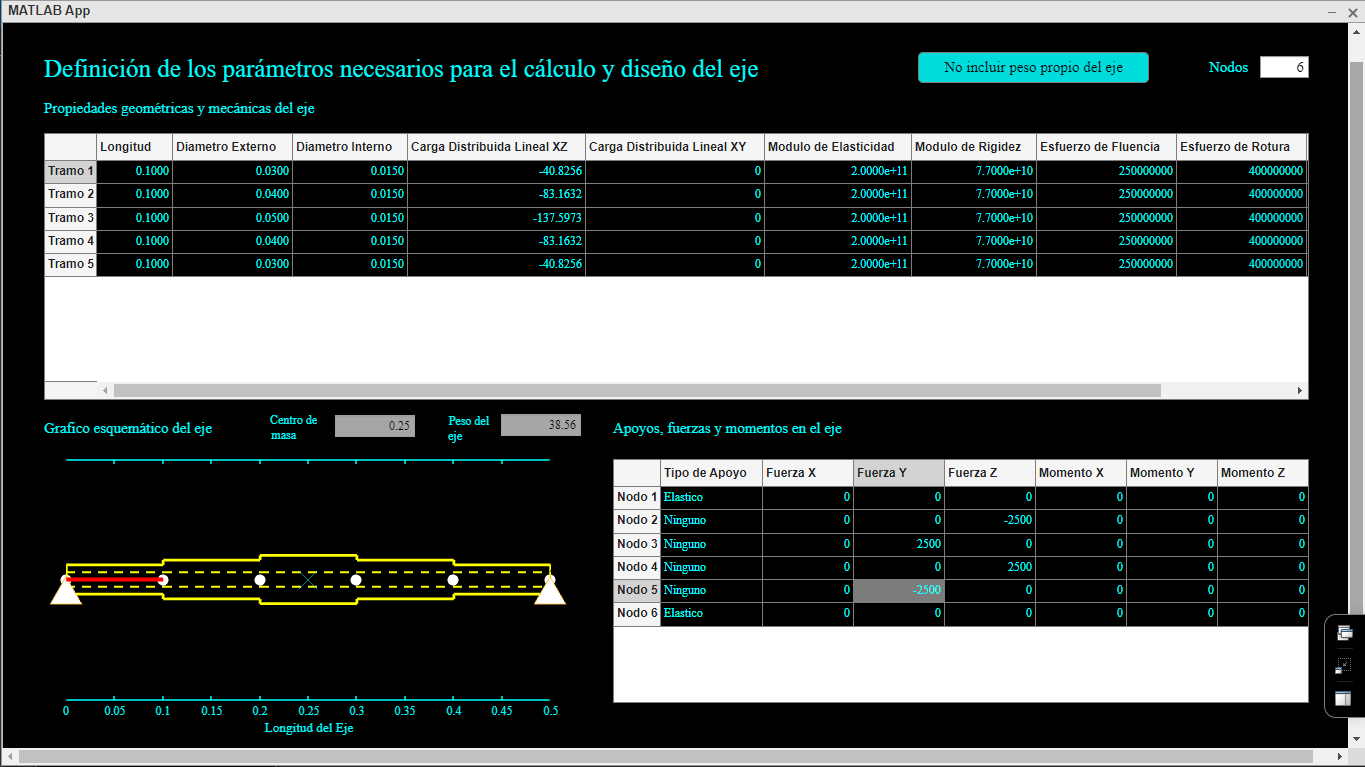 MATLAB App
Definición de los parámetros necesarios para el cálculo y diseño del eje
No incluir peso propio del eje
Nodos 6
Propiedades geométricas y mecánicas del eje
Longitud Diametro Externo Diametro Interno Carga Distribuida Lineal XZ Carga Distribuida Lineal XY Modulo de Elasticidad Modulo de Rigidez Esfuerzo de Fluencia Esfuerzo de Rotura
Tramo 1 0.1000 0.0300 0.0150 -40.8256 0 2.0000e+11 7.7000e+10 250000000 400000000
Tramo 2 0.1000 0.0400 0.0150 -83.1632 0 2.0000e+11 7.7000e+10 250000000 400000000
Tramo 3 0.1000 0.0500 0.0150 -137.5973 0 2.0000e+11 7.7000e+10 250000000 400000000
Tramo 4 0.1000 0.0400 0.0150 -83.1632 0 2.0000e+11 7.7000e+10 250000000 400000000
Tramo 5 0.1000 0.0300 0.0150 -40.8256 0 2.0000e+11 7.7000e+10 250000000 400000000
Grafico esquemático del eje
Centro de
masa
0.25
Peso del
eje
38.56
0 0.05 0.1 0.15 0.2 0.25 0.3 0.35 0.4 0.45 0.5
Longitud del Eje
Apoyos, fuerzas y momentos en el eje
Tipo de Apoyo Fuerza X Fuerza Y Fuerza Z Momento X Momento Y Momento Z
Nodo 1 Elastico 0 0 0 0 0 0
Nodo 2 Ninguno 0 0 -2500 0 0 0
Nodo 3 Ninguno 0 2500 0 0 0 0
Nodo 4 Ninguno 0 0 2500 0 0 0
Nodo 5 Ninguno 0 -2500 0 0 0 0
Nodo 6 Elastico 0 0 0 0 0 0